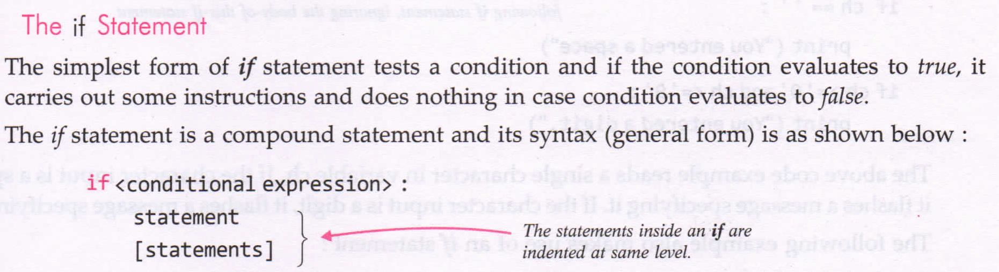 The if Statement
The simplest form of if statement tests a condition and if the condition evaluates to true, it
carries out some instructions and does nothing in case condition evaluates to false.
The if statement is a compound statement and its syntax (general form) is as shown below :
if <conditional expression> :
statement
[statements]
The statements inside an if are
indented at same level.